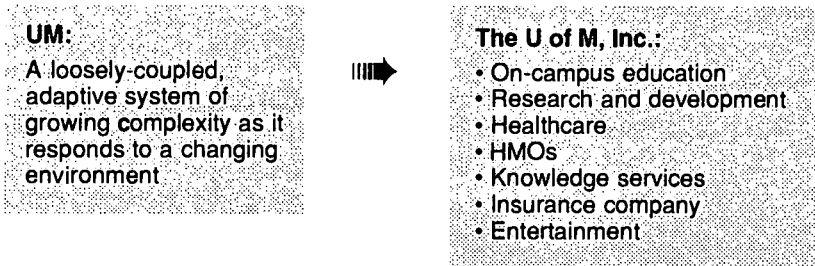 UM:
A loosely-coupled,
adaptive system of
growing complexity as it
responds to a changing
environment
The U of M, Inc.:
• On-campus education
• Research and development
• Healthcare
• HMOs
• Knowledge services
• Insurance company
• Entertainment